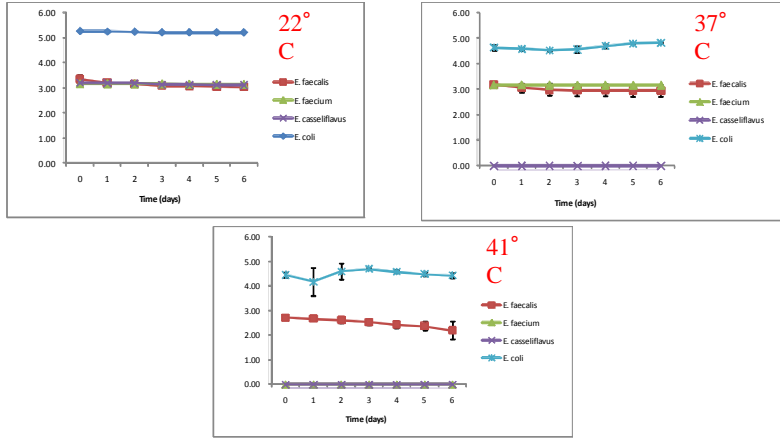 22°
C
6.00
5.00
4.00
3.00
2.00
1.00
0.00
0 1 2 3 4 5 6
Time (days)
E. faecalis
E. faecium
E. casseliflavus
E. coli
37°
C
6.00
5.00
4.00
3.00
2.00
1.00
0.00
0 1 2 3 4 5 6
Time (days)
E. faecalis
E. faecium
E. casseliflavus
E. coli
41°
C
6.00
5.00
4.00
3.00
2.00
1.00
0.00
0 1 2 3 4 5 6
Time (days)
E. faecalis
E. faecium
E. casseliflavus
E. coli